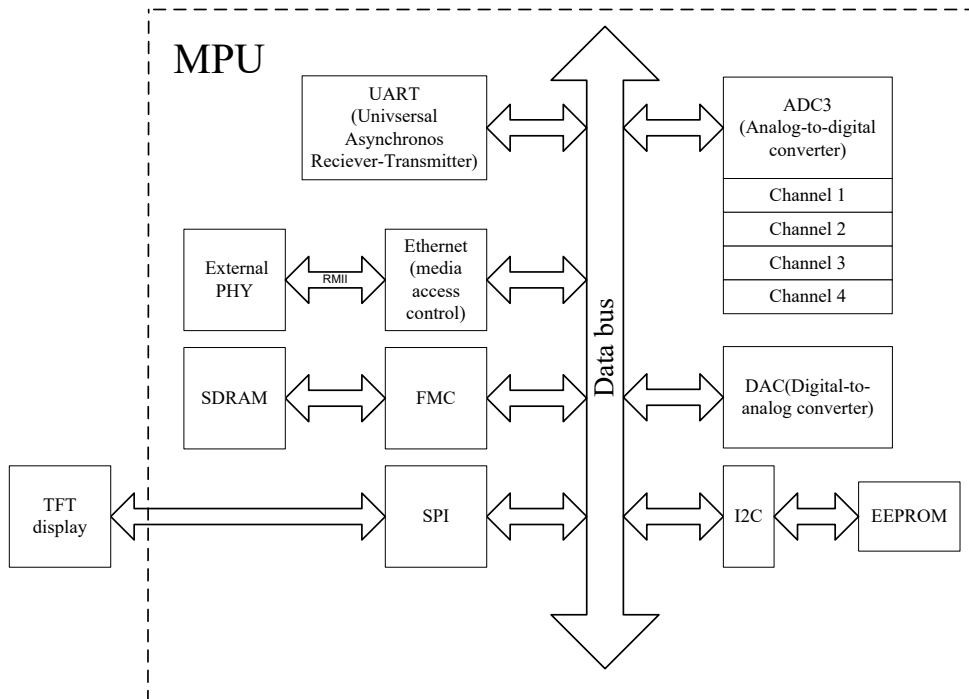 MPU
UART
(Univsersal
Asynchronos
Reciever-Transmitter)
ADC3
(Analog-to-digital
converter)
Channel 1
Channel 2
Channel 3
Channel 4
External
PHY
RMII
Ethernet
(media
access
control)
Data bus
SDRAM
FMC
DAC(Digital-to-
analog converter)
TFT
display
SPI
I2C
EEPROM